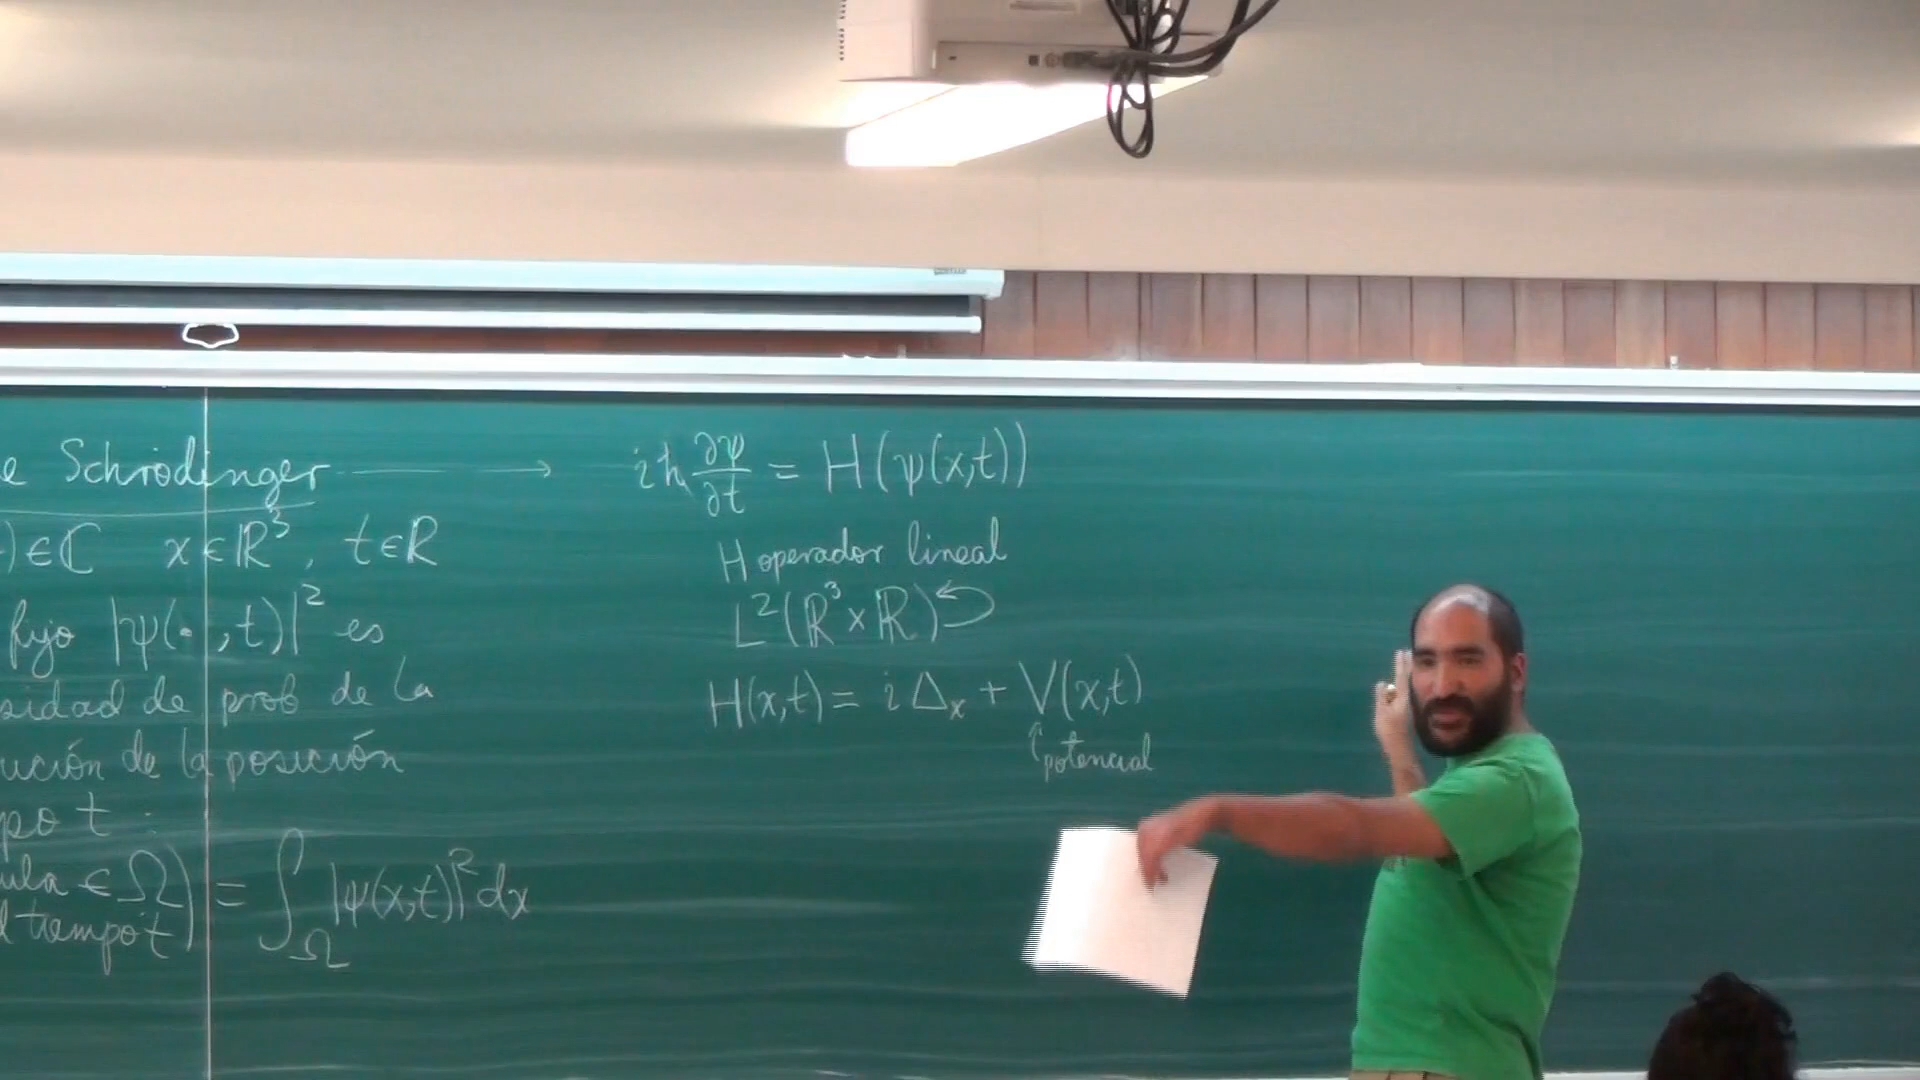 e Schrödinger → iℏ ∂ψ/∂t = H(ψ(x,t))
) ∈ ℂ x ∈ ℝ³, t ∈ ℝ
fijo |ψ(·,t)|² es
sidad de prob de la
ución de la posición
po t:
ula ∈ Ω
l tiempo t) = ∫_Ω |ψ(x,t)|² dx
H operador lineal
L²(ℝ³ × ℝ) ↩
H(x,t) = i Δₓ + V(x,t)
↑ potencial